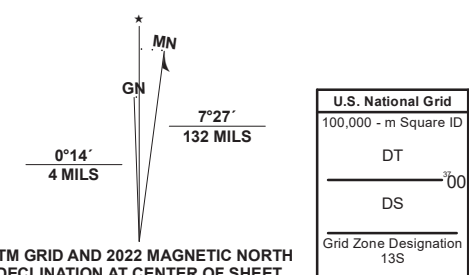 ★
MN
GN
7°27´
132 MILS
0°14´
4 MILS
TM GRID AND 2022 MAGNETIC NORTH
DECLINATION AT CENTER OF SHEET
U.S. National Grid
100,000 - m Square ID
DT
3700
DS
Grid Zone Designation
13S